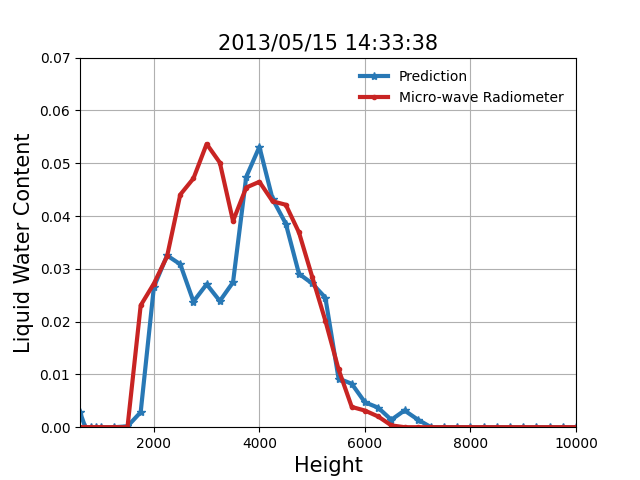 2013/05/15 14:33:38
0.07
0.06
0.05
0.04
0.03
0.02
0.01
0.00
Liquid Water Content
Prediction
Micro-wave Radiometer
2000 4000 6000 8000 10000
Height